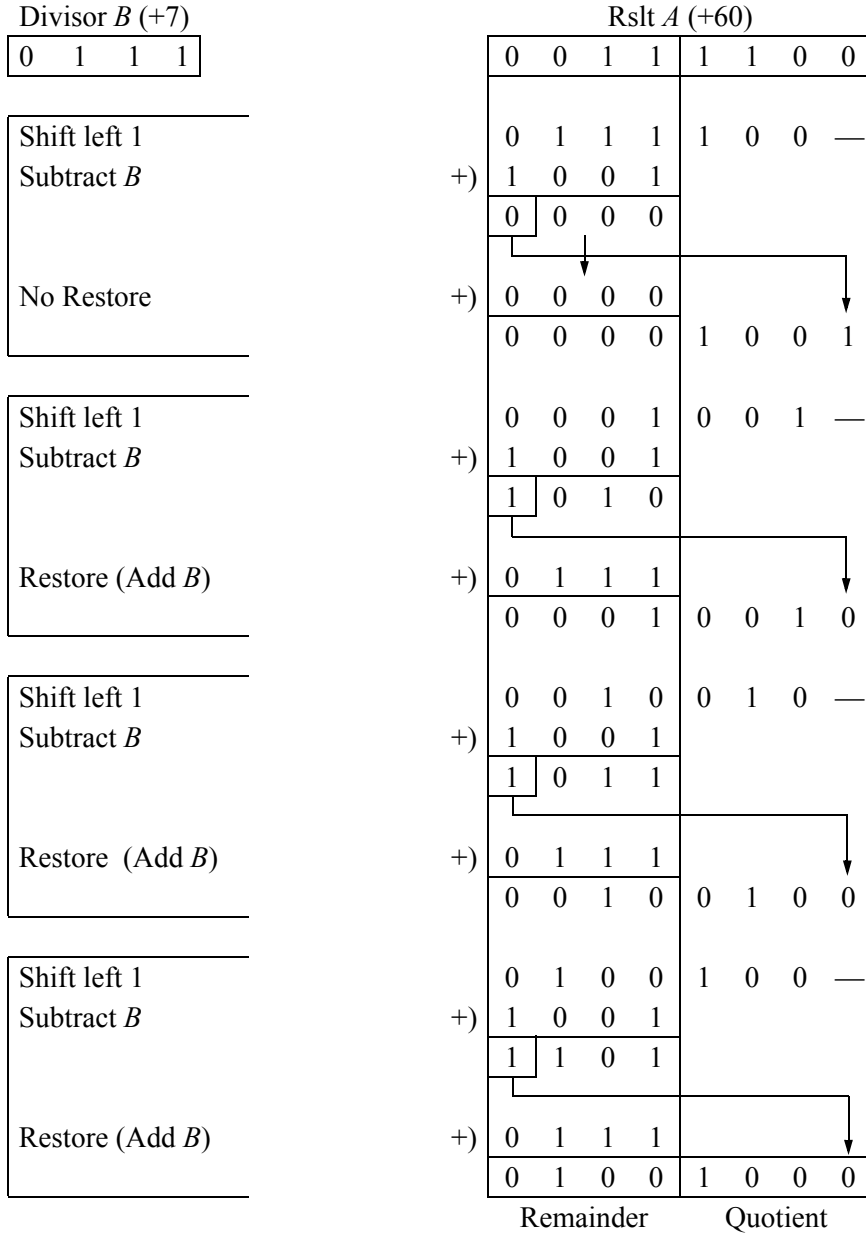 Divisor B (+7) Rslt A (+60)
0 1 1 1 0 0 1 1 1 1 0 0
Shift left 1 0 1 1 1 1 0 0 —
Subtract B +) 1 0 0 1
0 0 0 0
No Restore +) 0 0 0 0
0 0 0 0 1 0 0 1
Shift left 1 0 0 0 1 0 0 1 —
Subtract B +) 1 0 0 1
1 0 1 0
Restore (Add B) +) 0 1 1 1
0 0 0 1 0 0 1 0
Shift left 1 0 0 1 0 0 1 0 —
Subtract B +) 1 0 0 1
1 0 1 1
Restore (Add B) +) 0 1 1 1
0 0 1 0 0 1 0 0
Shift left 1 0 1 0 0 1 0 0 —
Subtract B +) 1 0 0 1
1 1 0 1
Restore (Add B) +) 0 1 1 1
0 1 0 0 1 0 0 0
Remainder Quotient